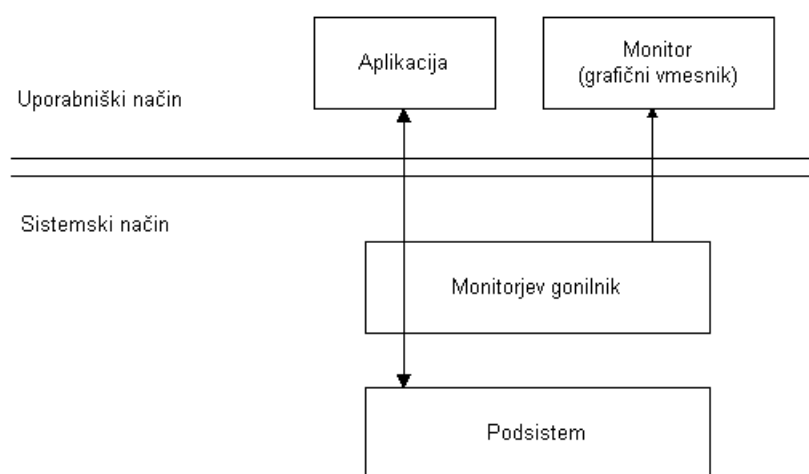 Aplikacija
Monitor
(grafični vmesnik)
Uporabniški način
Sistemski način
Monitorjev gonilnik
Podsistem